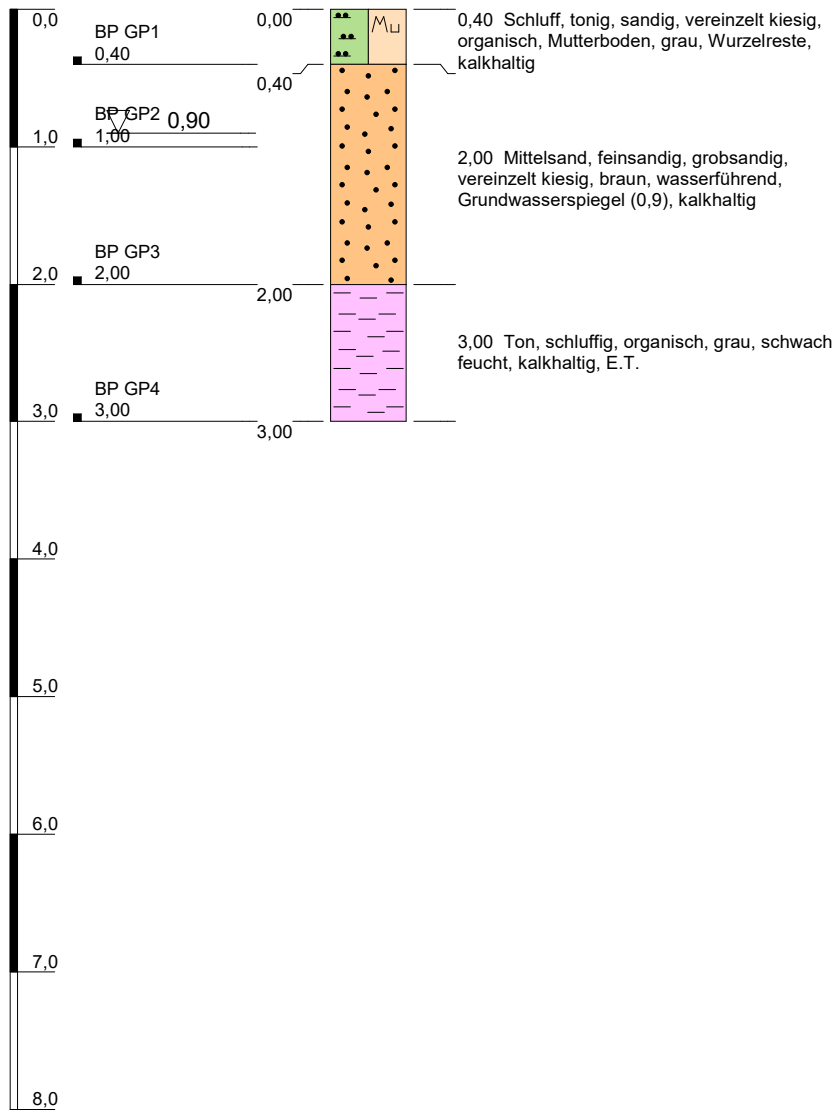 0,0
BP GP1
0,40
0,00
0,40
Mu
0,40 Schluff, tonig, sandig, vereinzelt kiesig,
organisch, Mutterboden, grau, Wurzelreste,
kalkhaltig
BP GP2
0,90
1,00
1,0
2,00 Mittelsand, feinsandig, grobsandig,
vereinzelt kiesig, braun, wasserführend,
Grundwasserspiegel (0,9), kalkhaltig
BP GP3
2,00
2,0
2,00
3,00 Ton, schluffig, organisch, grau, schwach
feucht, kalkhaltig, E.T.
BP GP4
3,00
3,0
3,00
4,0
5,0
6,0
7,0
8,0